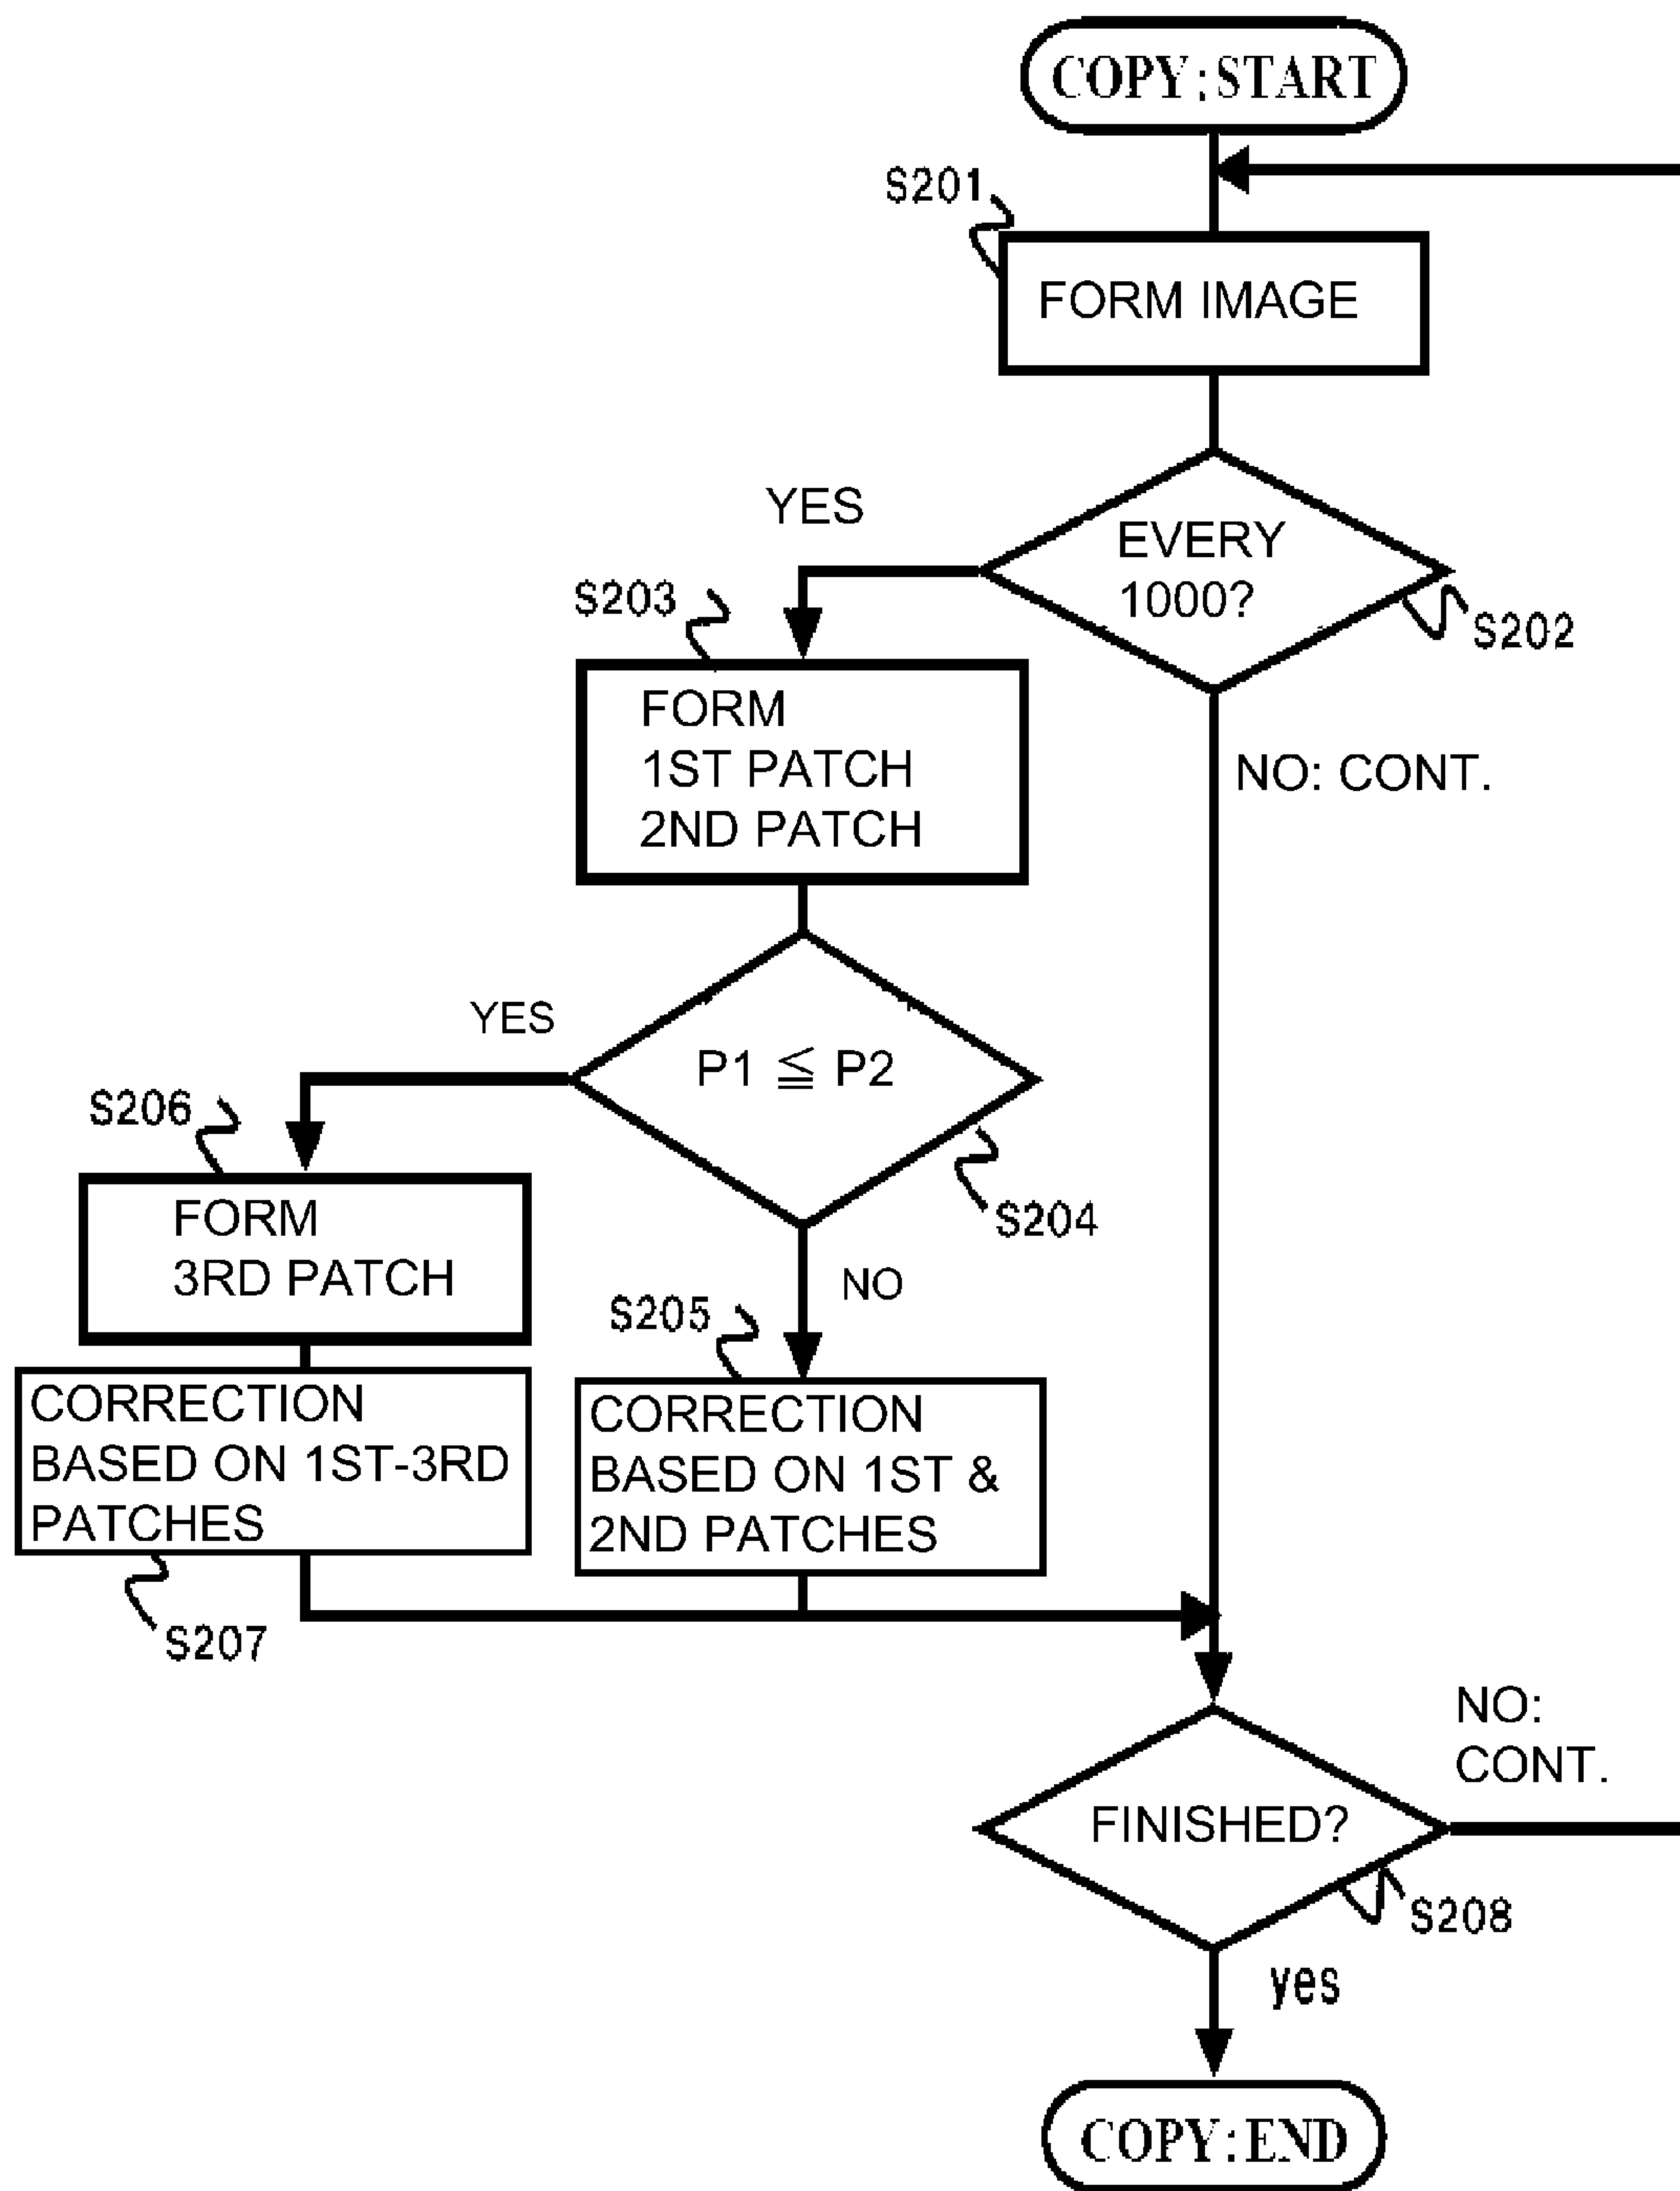 COPY:START
S201
FORM IMAGE
YES
EVERY
1000?
S202
S203
FORM
1ST PATCH
2ND PATCH
NO: CONT.
YES
P1 ≦ P2
S204
S206
FORM
3RD PATCH
NO
S205
CORRECTION
BASED ON 1ST-3RD
PATCHES
CORRECTION
BASED ON 1ST &
2ND PATCHES
S207
NO:
CONT.
FINISHED?
S208
yes
COPY:END